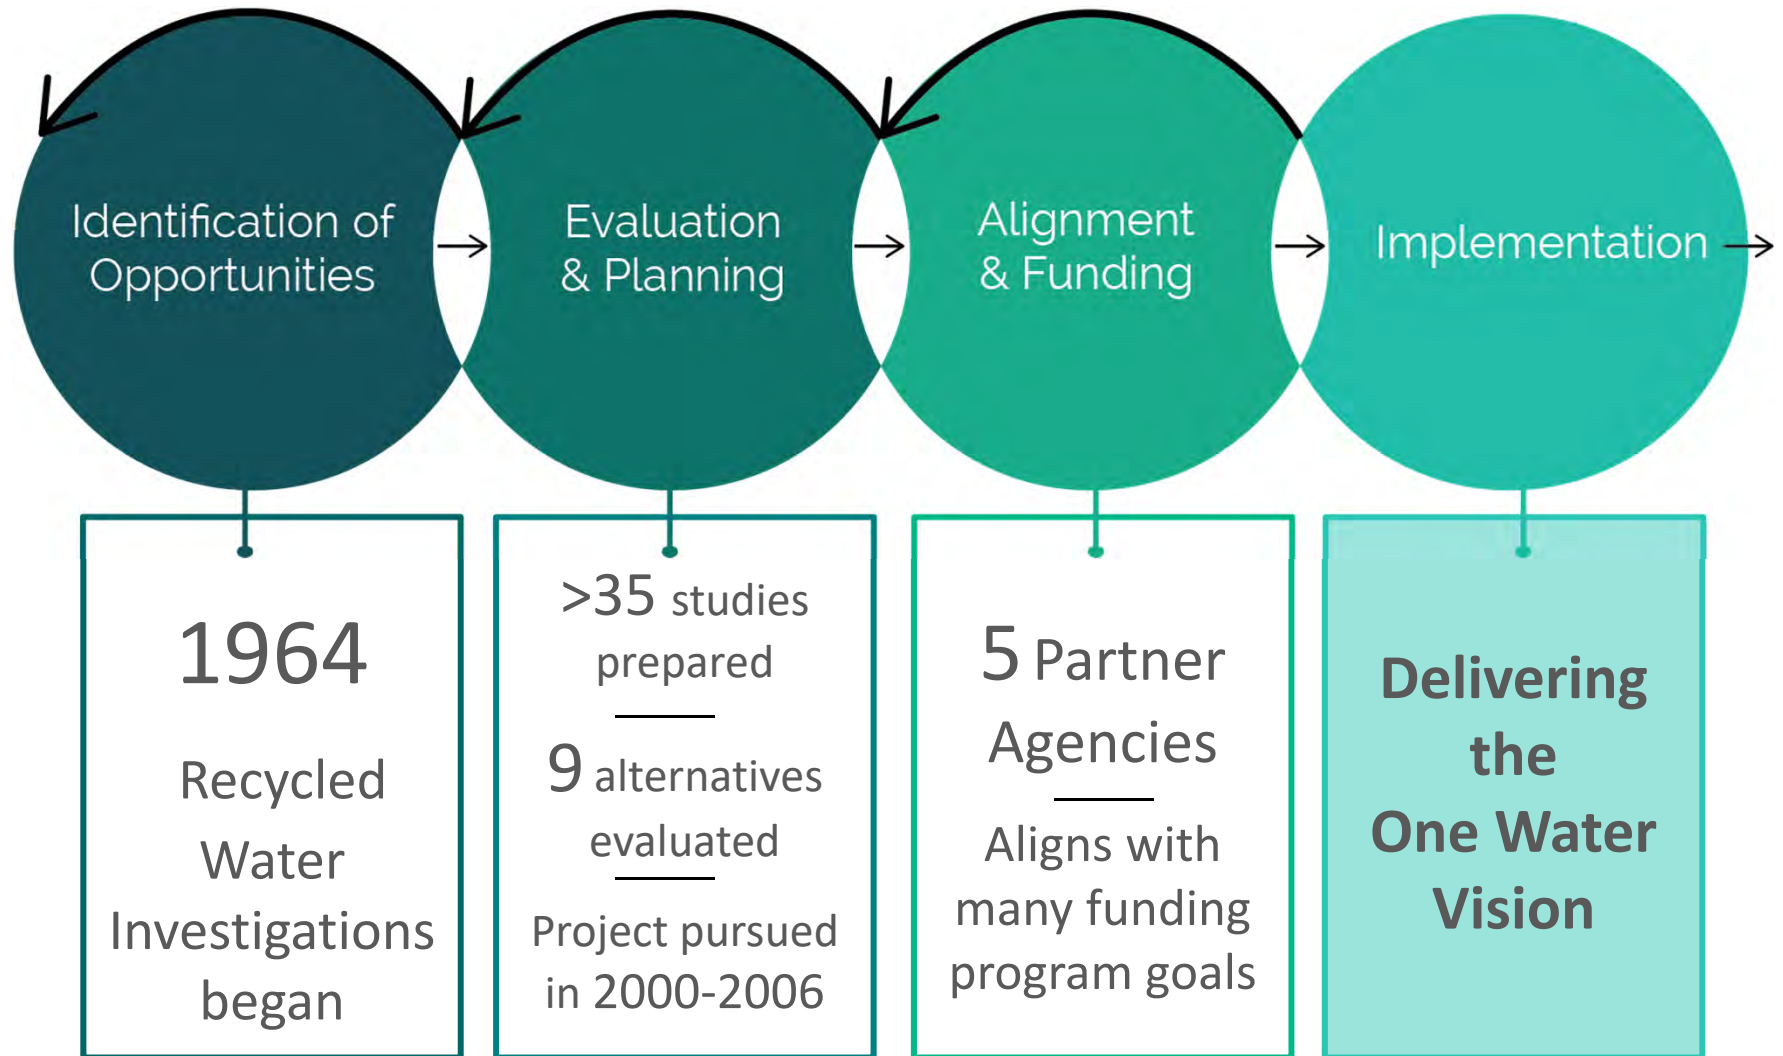 Identification of
Opportunities
Evaluation
& Planning
Alignment
& Funding
Implementation
1964
Recycled
Water
Investigations
began
>35 studies
prepared
9 alternatives
evaluated
Project pursued
in 2000-2006
5 Partner
Agencies
Aligns with
many funding
program goals
Delivering
the
One Water
Vision